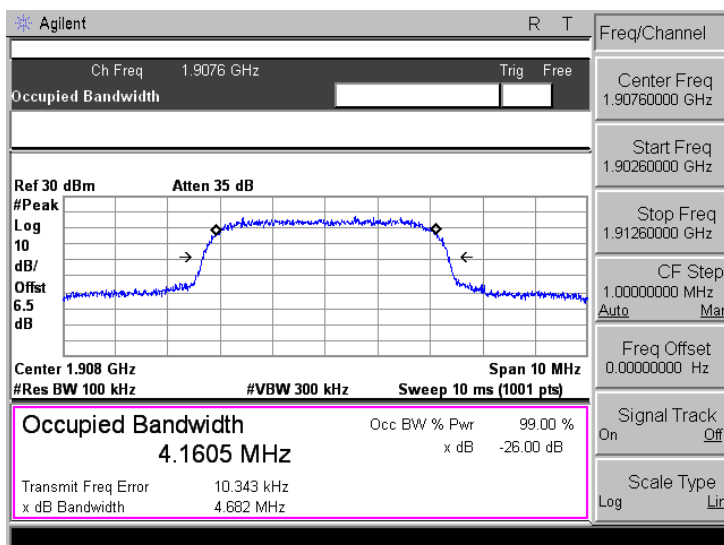 Agilent R T
Freq/Channel
Ch Freq 1.9076 GHz Trig Free
Occupied Bandwidth
Center Freq
1.90760000 GHz
Start Freq
1.90260000 GHz
Stop Freq
1.91260000 GHz
CF Step
1.00000000 MHz
Auto Man
Freq Offset
0.00000000 Hz
Signal Track
On Off
Scale Type
Log Lin
Ref 30 dBm Atten 35 dB
#Peak
Log
10
dB/
Offst
6.5
dB
Center 1.908 GHz Span 10 MHz
#Res BW 100 kHz #VBW 300 kHz Sweep 10 ms (1001 pts)
Occupied Bandwidth
4.1605 MHz
Occ BW % Pwr 99.00 %
x dB -26.00 dB
Transmit Freq Error 10.343 kHz
x dB Bandwidth 4.682 MHz